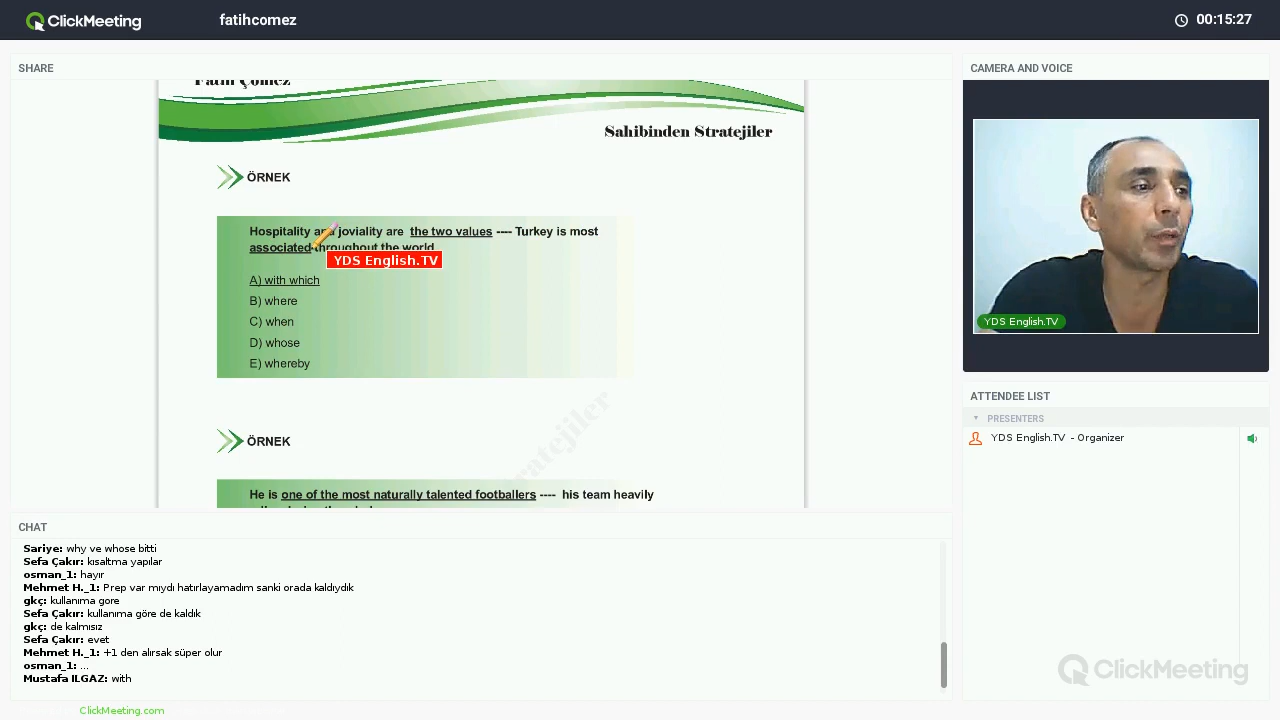 ClickMeeting
fatihcomez
00:15:27
SHARE
Fatih Çömez
Sahibinden Stratejiler
ÖRNEK
Hospitality and joviality are the two values ---- Turkey is most
associated throughout the world.
YDS English.TV
A) with which
B) where
C) when
D) whose
E) whereby
ÖRNEK
He is one of the most naturally talented footballers ---- his team heavily
CHAT
Sariye: why ve whose bitti
Sefa Çakır: kısaltma yapılar
osman_1: hayır
Mehmet H._1: Prep var mıydı hatırlayamadım sanki orada kaldıydık
gkç: kullanıma gore
Sefa Çakır: kullanıma göre de kaldık
gkç: de kalmısız
Sefa Çakır: evet
Mehmet H._1: +1 den alırsak süper olur
osman_1: ...
Mustafa ILGAZ: with
CAMERA AND VOICE
YDS English.TV
ATTENDEE LIST
PRESENTERS
YDS English.TV - Organizer
ClickMeeting
ClickMeeting.com